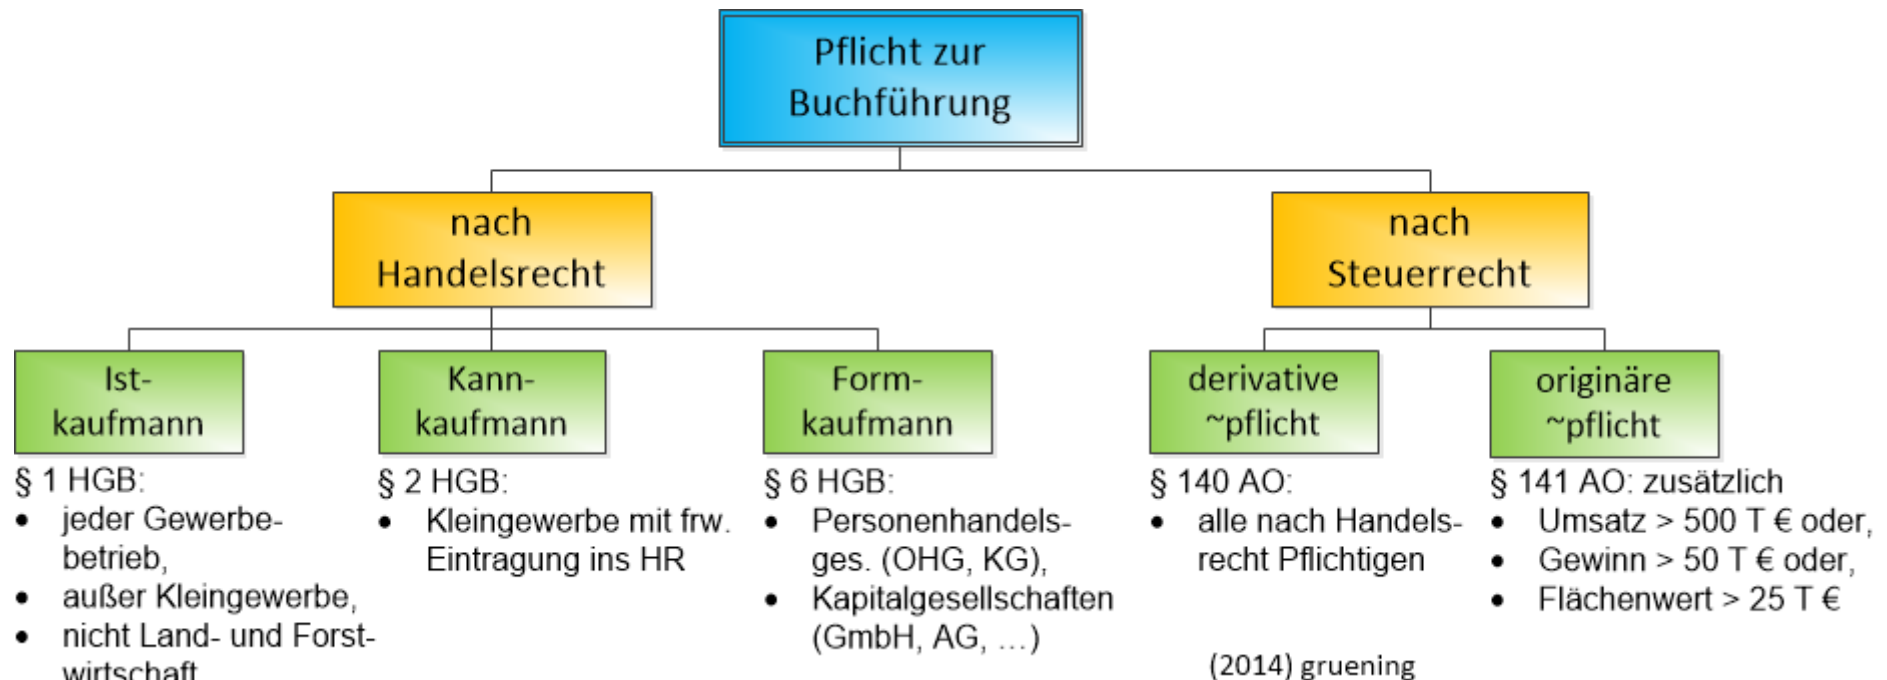 Pflicht zur
Buchführung
nach
Handelsrecht
nach
Steuerrecht
Ist-
kaufmann
Kann-
kaufmann
Form-
kaufmann
derivative
~pflicht
originäre
~pflicht
§ 1 HGB:
• jeder Gewerbe-
betrieb,
• außer Kleingewerbe,
• nicht Land- und Forst-
wirtschaft
§ 2 HGB:
• Kleingewerbe mit frw.
Eintragung ins HR
§ 6 HGB:
• Personenhandels-
ges. (OHG, KG),
• Kapitalgesellschaften
(GmbH, AG, …)
§ 140 AO:
• alle nach Handels-
recht Pflichtigen
§ 141 AO: zusätzlich
• Umsatz > 500 T € oder,
• Gewinn > 50 T € oder,
• Flächenwert > 25 T €
(2014) gruening